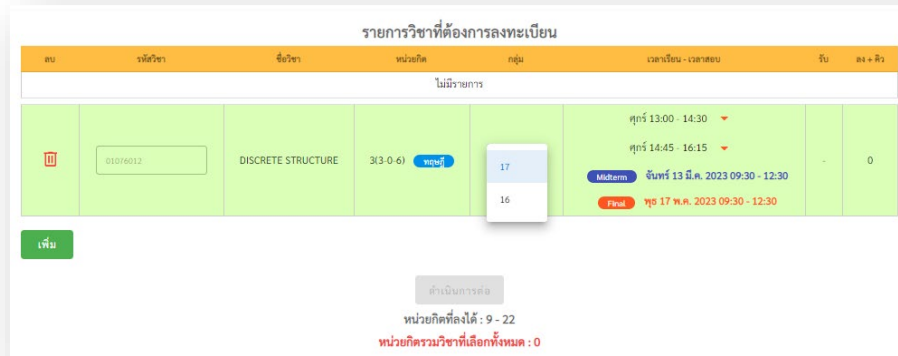 รายการวิชาที่ต้องการลงทะเบียน
ลบ รหัสวิชา ชื่อวิชา หน่วยกิต กลุ่ม เวลาเรียน - เวลาสอบ รับ ลง + คิว
ไม่มีรายการ
01076012 DISCRETE STRUCTURE 3(3-0-6) ทฤษฎี
17
16
ศุกร์ 13:00 - 14:30
ศุกร์ 14:45 - 16:15
Midterm จันทร์ 13 มี.ค. 2023 09:30 - 12:30
Final พุธ 17 พ.ค. 2023 09:30 - 12:30
- 0
เพิ่ม
ดำเนินการต่อ
หน่วยกิตที่ลงได้ : 9 - 22
หน่วยกิตรวมวิชาที่เลือกทั้งหมด : 0